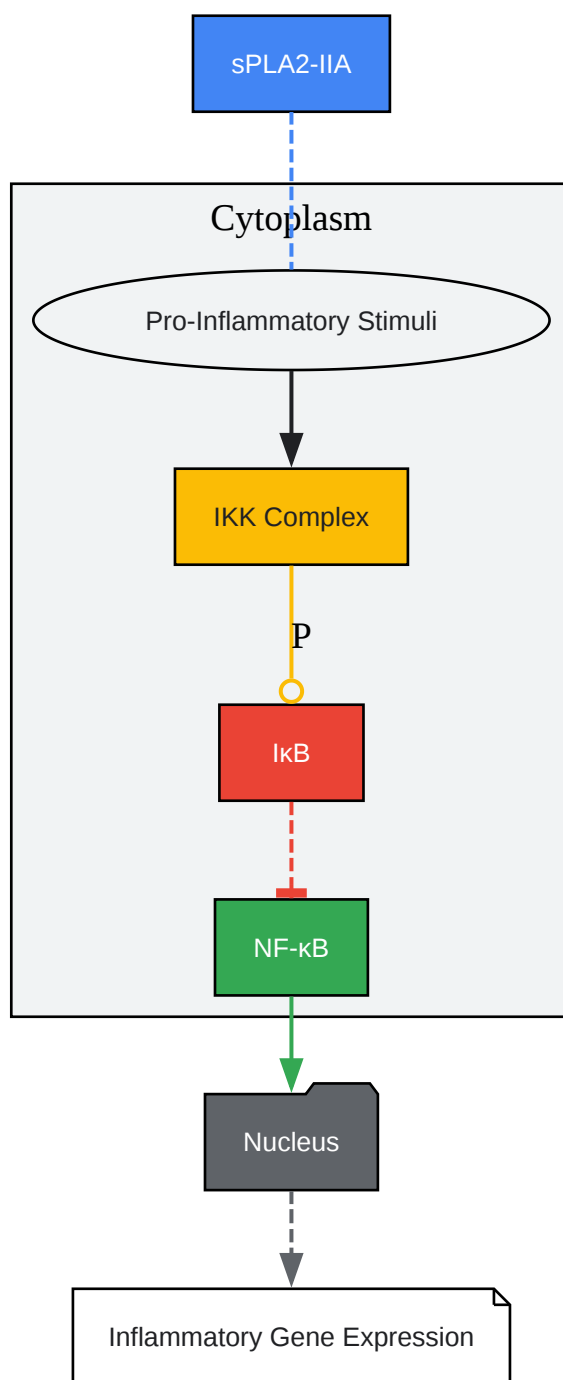 sPLA2-IIA
Cytoplasm
Pro-Inflammatory Stimuli
IKK Complex
P
IκB
NF-κB
Nucleus
Inflammatory Gene Expression